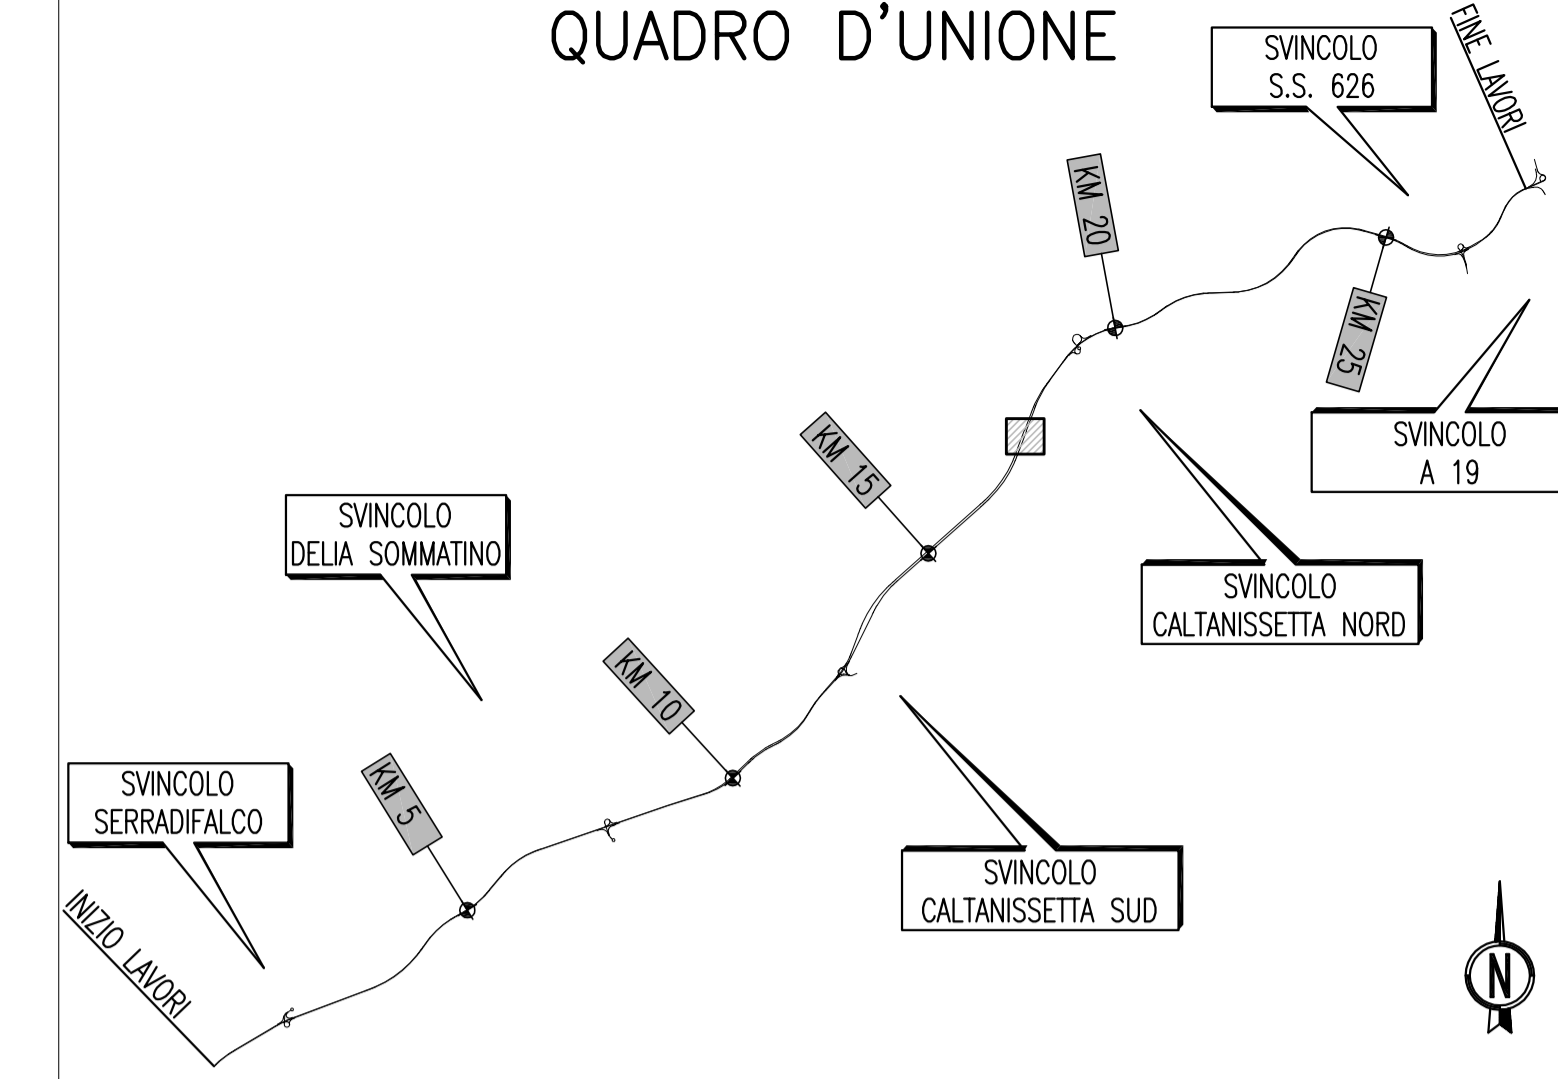 QUADRO D'UNIONE
SVINCOLO
S.S. 626
FINE LAVORI
KM 20
KM 25
SVINCOLO
A 19
KM 15
SVINCOLO
DELIA SOMMATINO
SVINCOLO
CALTANISSETTA NORD
KM 10
KM 5
SVINCOLO
SERRADIFALCO
SVINCOLO
CALTANISSETTA SUD
INIZIO LAVORI
N